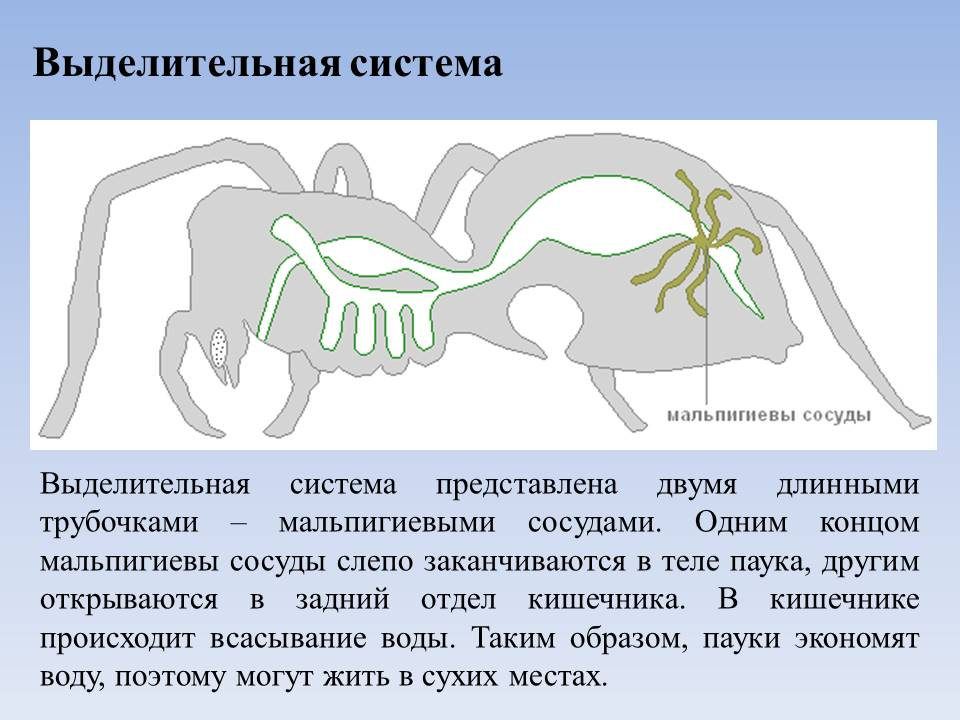 Выделительная система
мальпигиевы сосуды
Выделительная система представлена двумя длинными
трубочками – мальпигиевыми сосудами. Одним концом
мальпигиевы сосуды слепо заканчиваются в теле паука, другим
открываются в задний отдел кишечника. В кишечнике
происходит всасывание воды. Таким образом, пауки экономят
воду, поэтому могут жить в сухих местах.